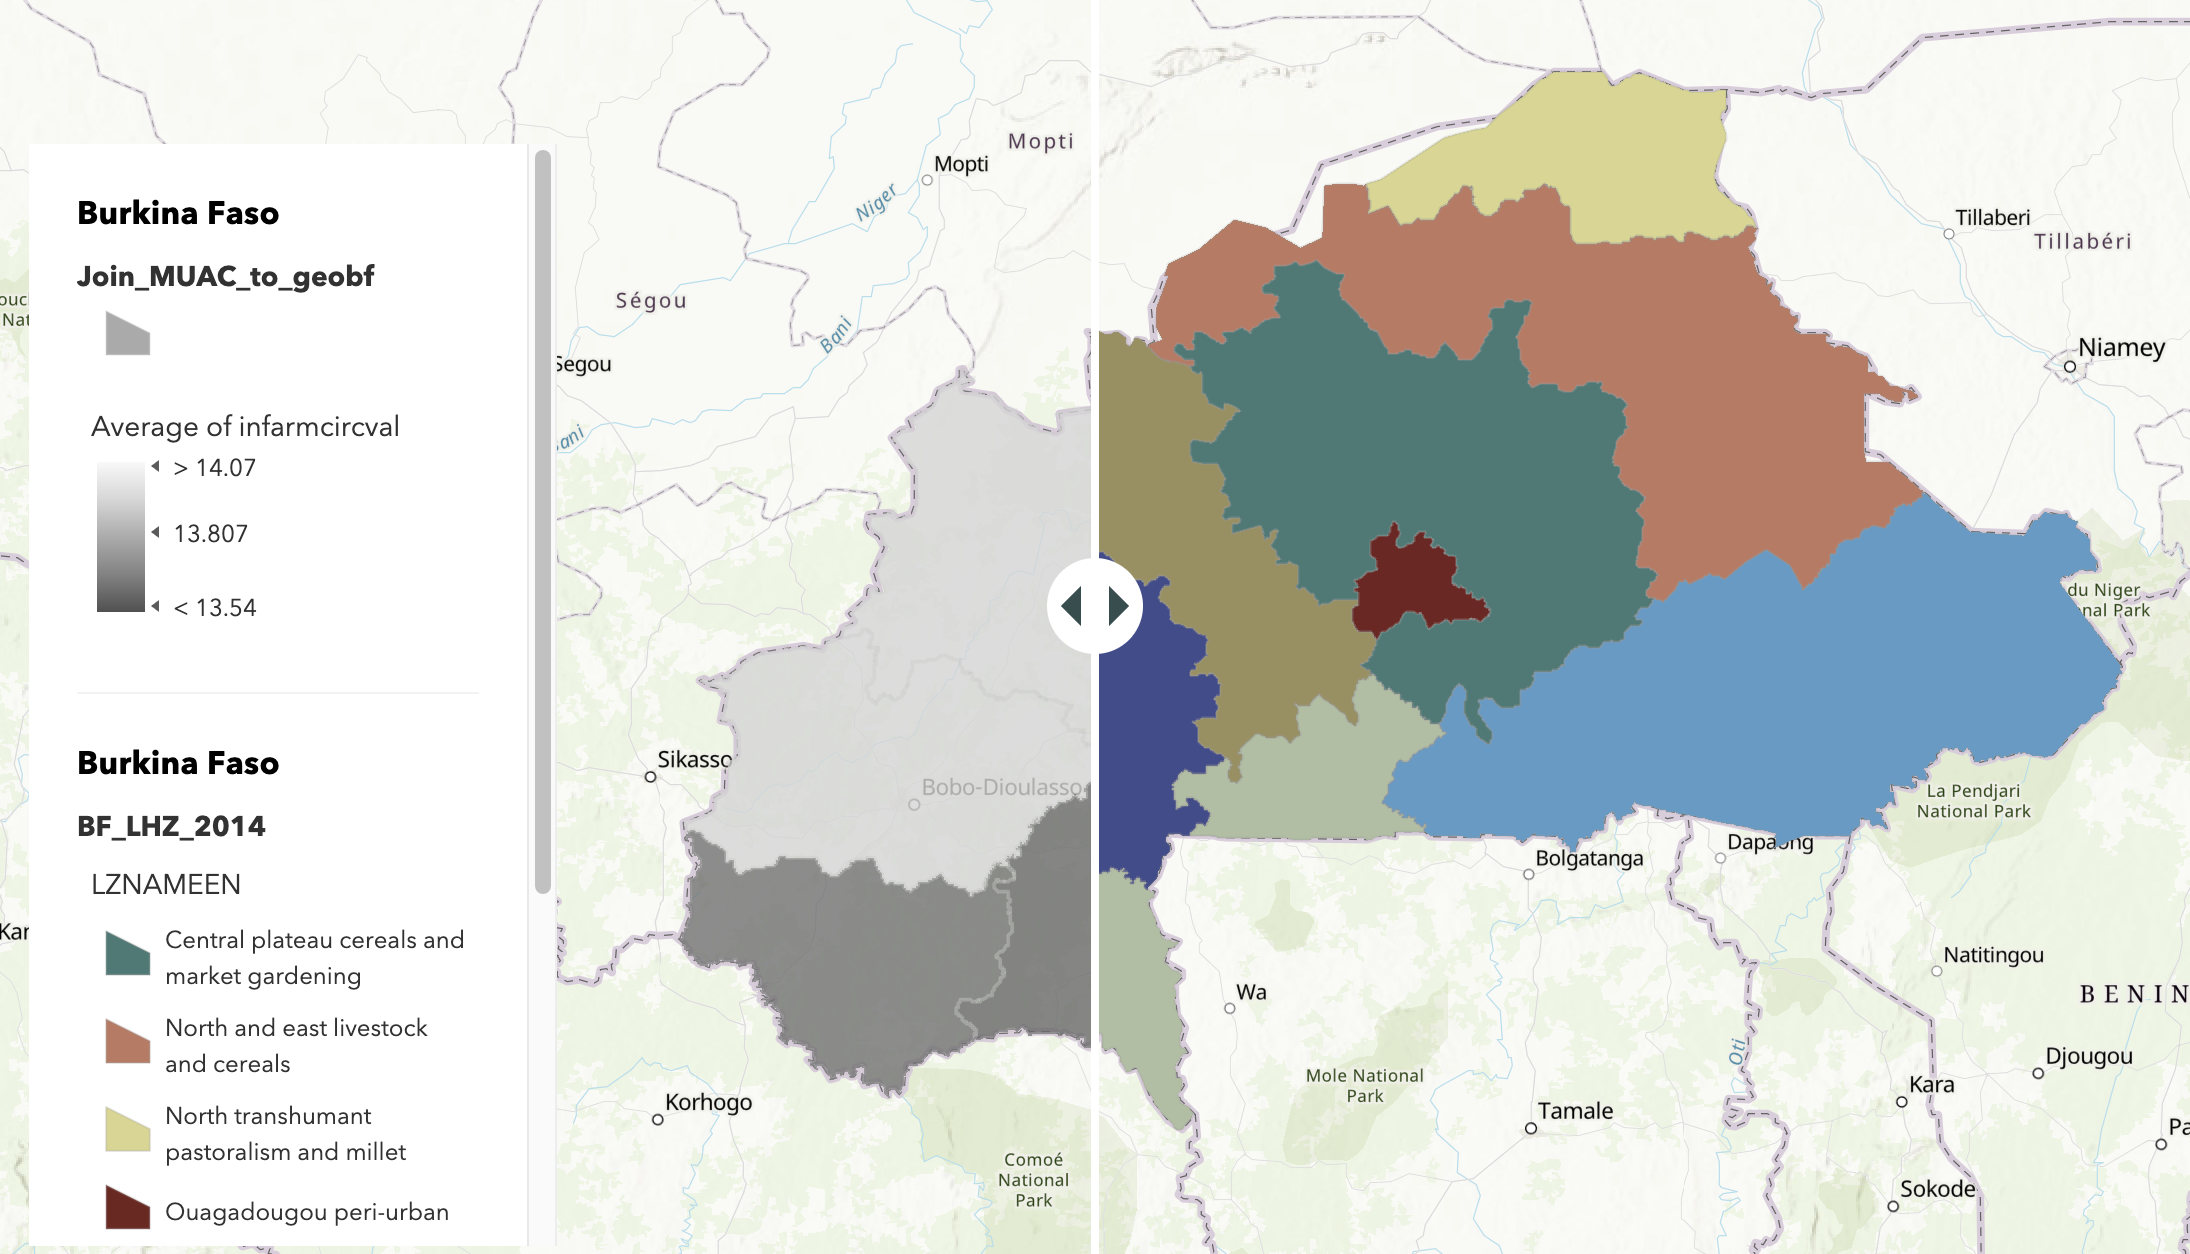 Burkina Faso
Join_MUAC_to_geobf
Average of infarmcircval
> 14.07
13.807
< 13.54
Burkina Faso
BF_LHZ_2014
LZNAMEEN
Central plateau cereals and
market gardening
North and east livestock
and cereals
North transhumant
pastoralism and millet
Ouagadougou peri-urban
Mopti
Mopti
Niger
Ségou
Bani
Segou
ani
Sikasso
Bobo-Dioulasso
Korhogo
Comoé
National
Park
Tillaberi
Tillabéri
Niamey
du Niger
nal Park
La Pendjari
National Park
Dapaong
Bolgatanga
Natitingou
Wa
BENIN
Oti
Djougou
Mole National
Park
Kara
Tamale
Pa
Sokode
ouc
Nat
Kar